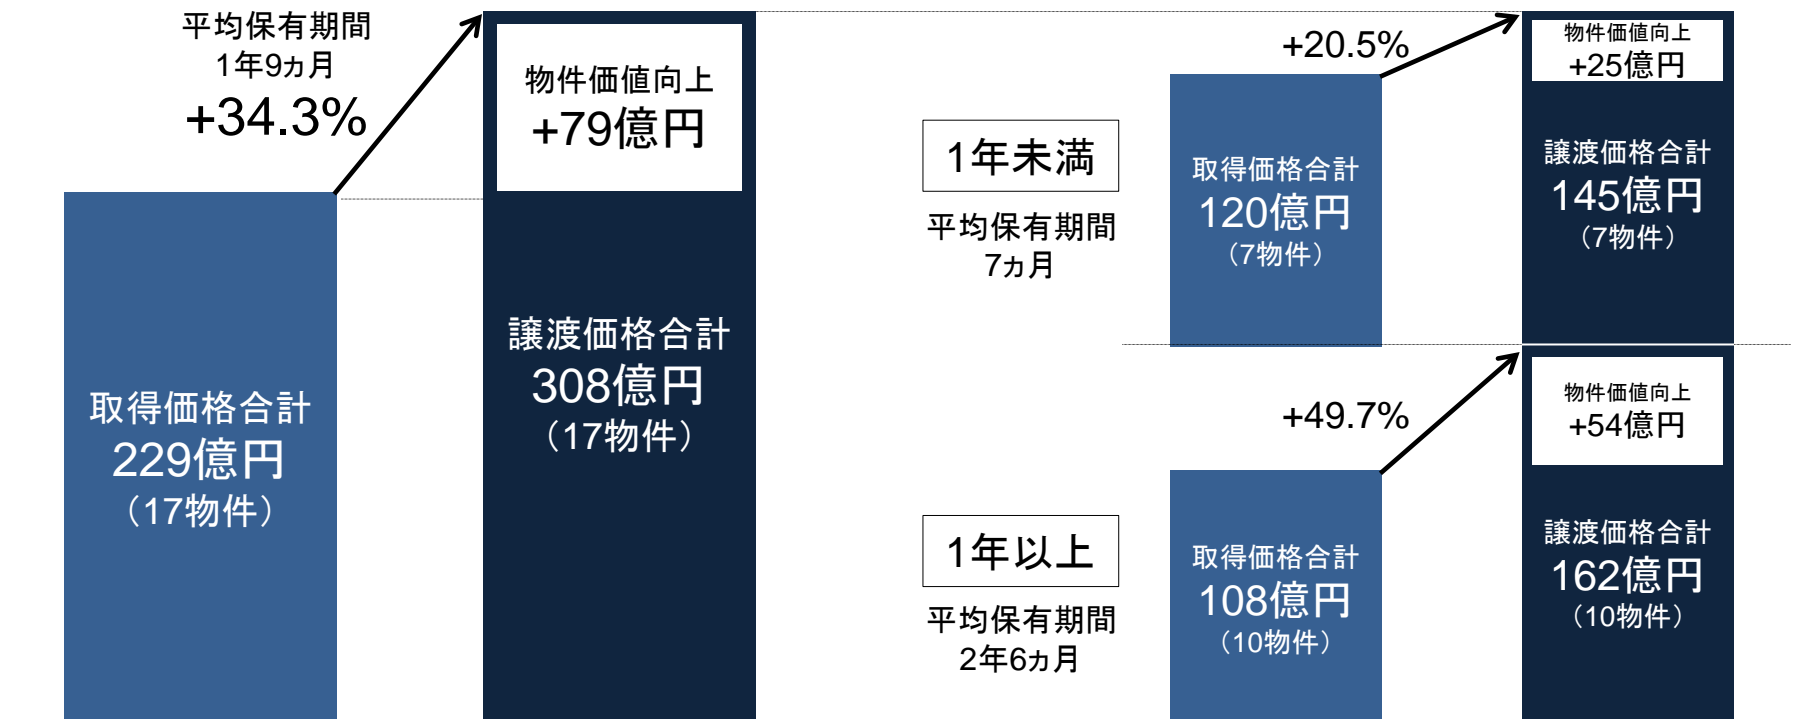 平均保有期間
1年9ヵ月
+34.3%
取得価格合計
229億円
（17物件）
物件価値向上
+79億円
譲渡価格合計
308億円
（17物件）
1年未満
平均保有期間
7ヵ月
+20.5%
取得価格合計
120億円
（7物件）
物件価値向上
+25億円
譲渡価格合計
145億円
（7物件）
1年以上
平均保有期間
2年6ヵ月
+49.7%
取得価格合計
108億円
（10物件）
物件価値向上
+54億円
譲渡価格合計
162億円
（10物件）